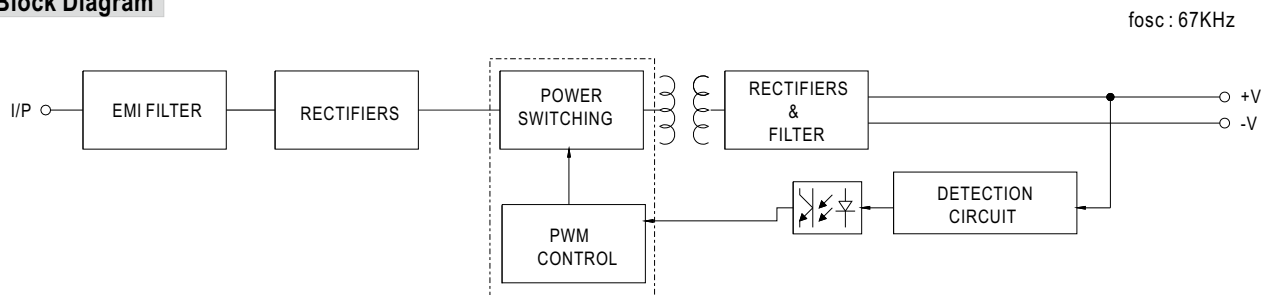 Block Diagram
fosc : 67KHz
I/P
EMI FILTER
RECTIFIERS
POWER
SWITCHING
RECTIFIERS
&
FILTER
+V
-V
DETECTION
CIRCUIT
PWM
CONTROL